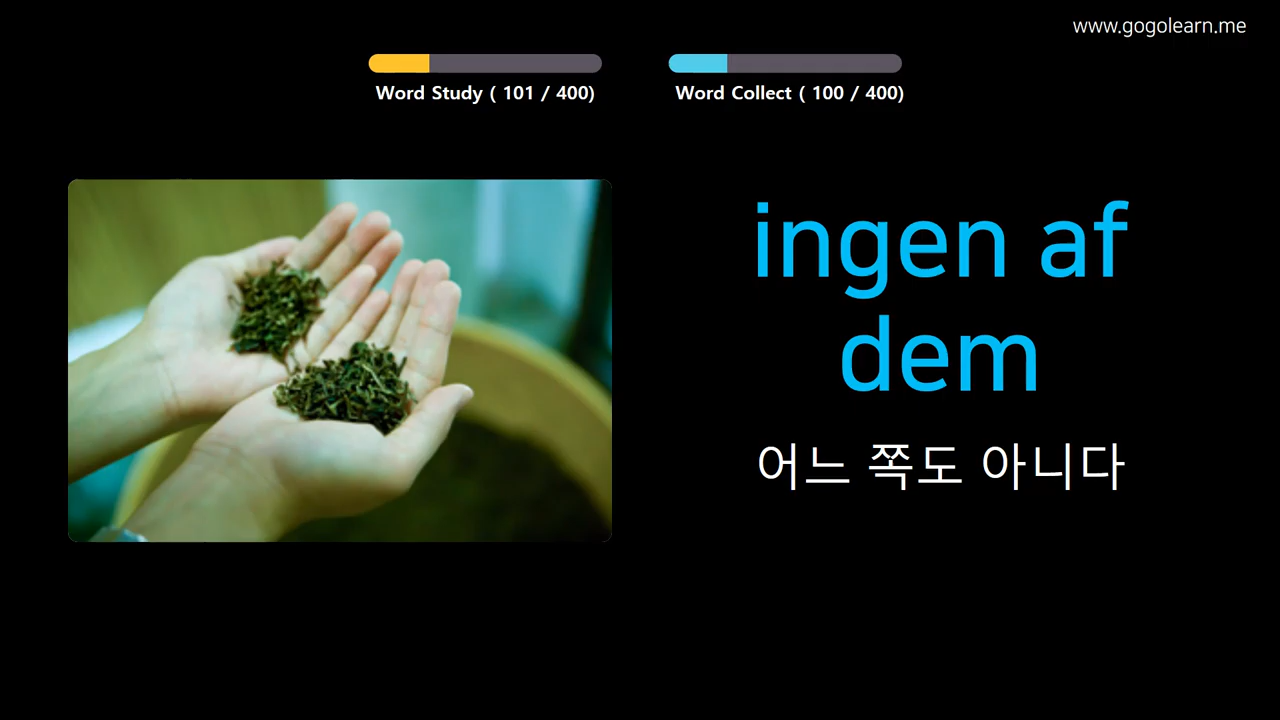 www.gogolearn.me
Word Study ( 101 / 400)
Word Collect ( 100 / 400)
ingen af
dem
어느 쪽도 아니다